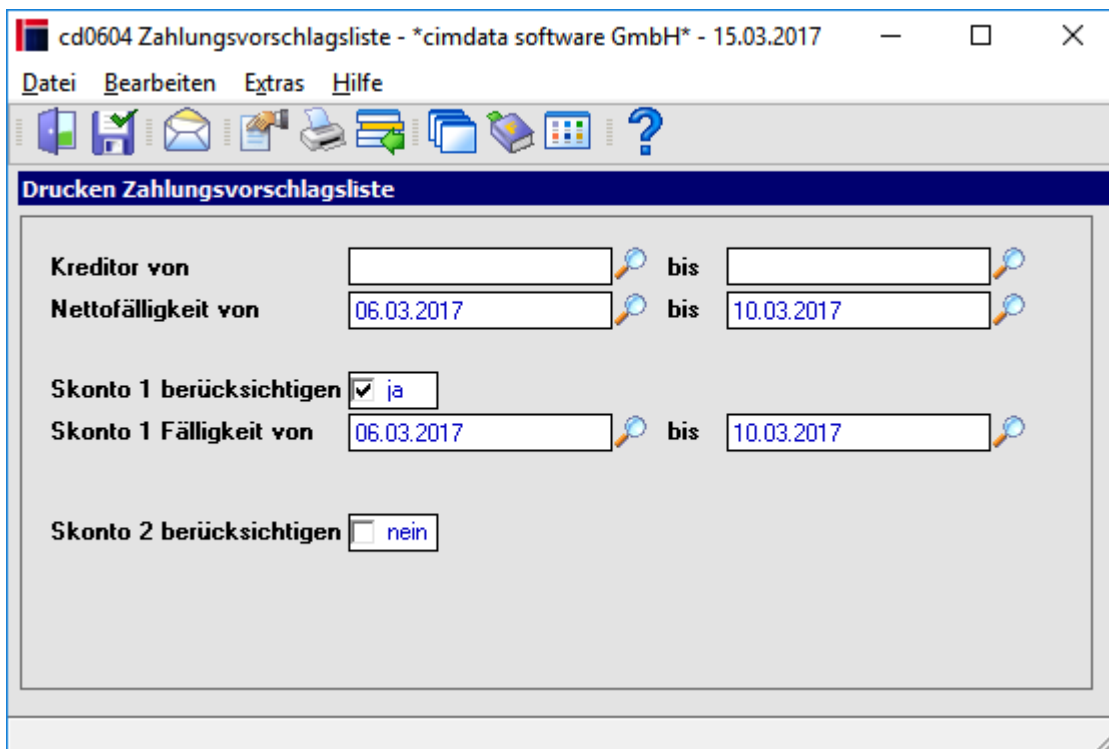 cd0604 Zahlungsvorschlagsliste - *cimdata software GmbH* - 15.03.2017
Datei Bearbeiten Extras Hilfe
Drucken Zahlungsvorschlagsliste
Kreditor von bis
Nettofälligkeit von 06.03.2017 bis 10.03.2017
Skonto 1 berücksichtigen ja
Skonto 1 Fälligkeit von 06.03.2017 bis 10.03.2017
Skonto 2 berücksichtigen nein